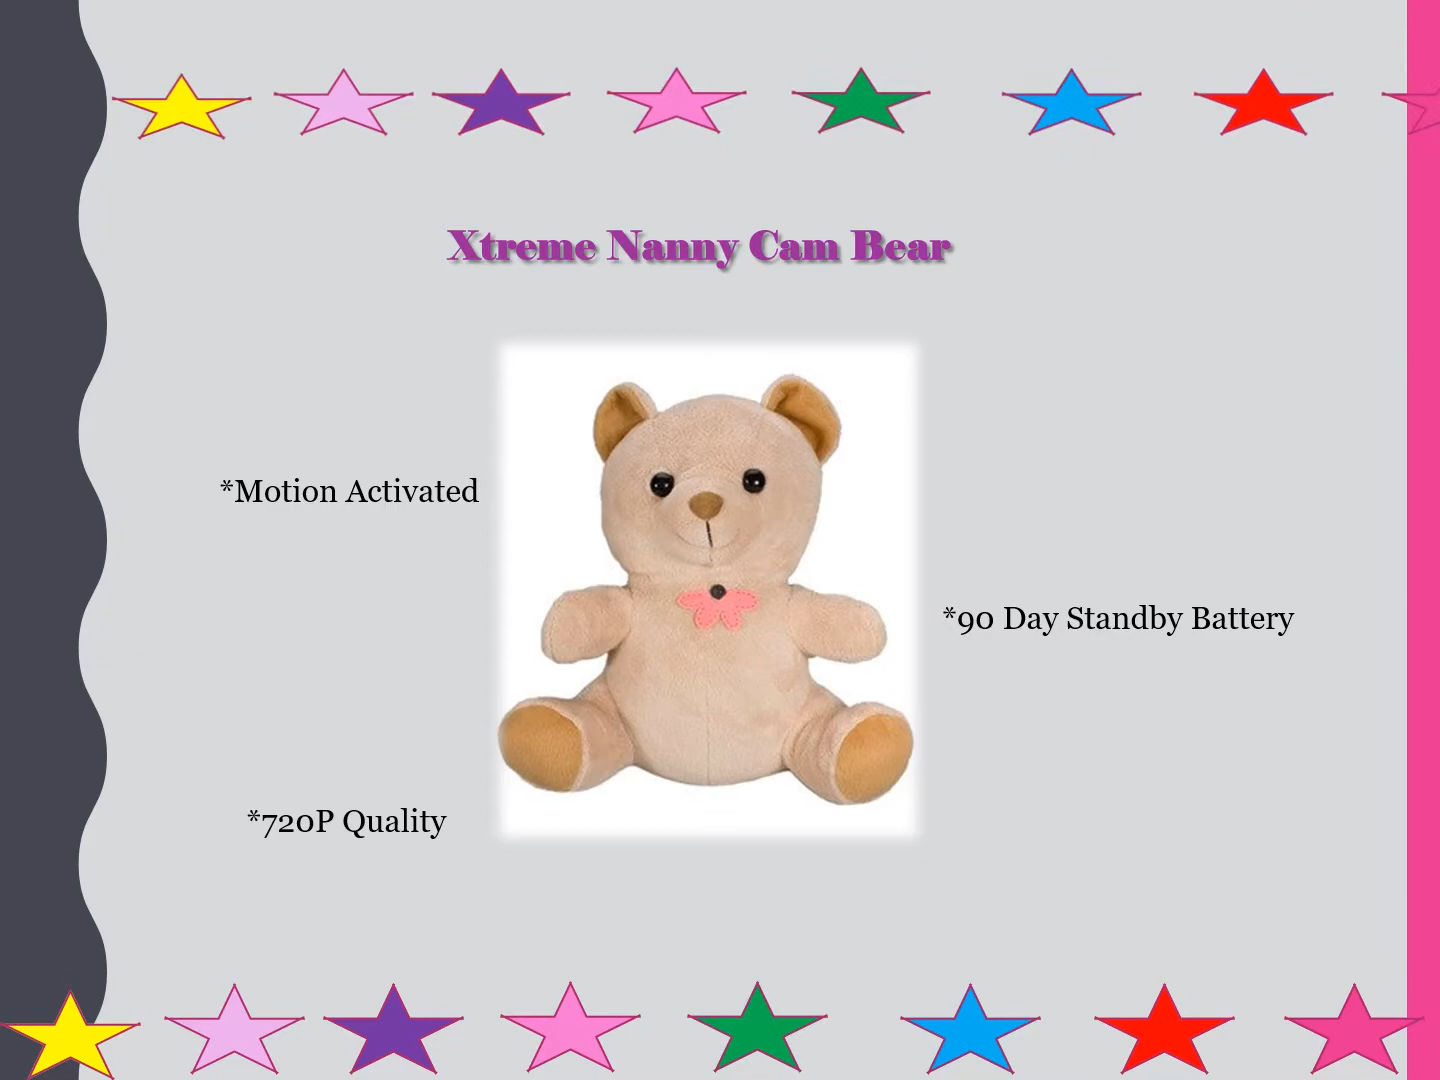 Xtreme Nanny Cam Bear
*Motion Activated
*90 Day Standby Battery
*720P Quality